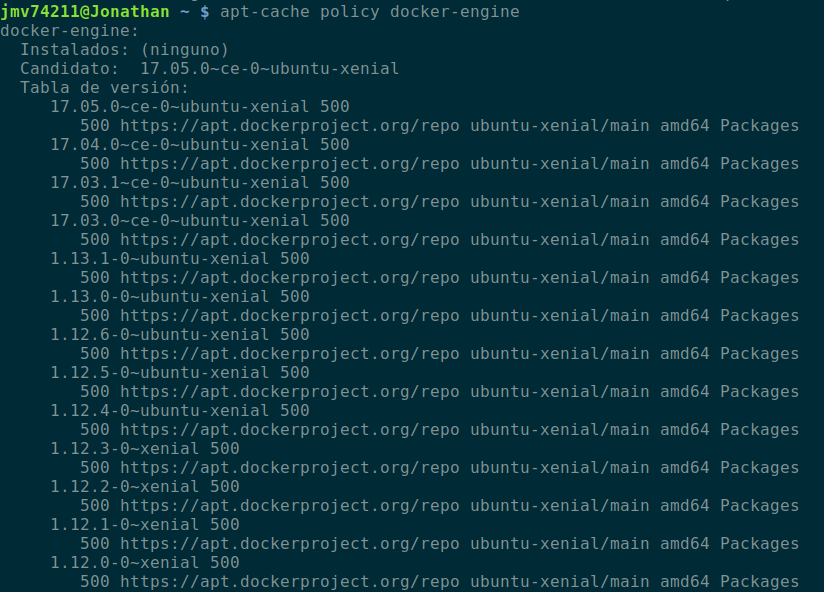 jmv74211@Jonathan ~ $ apt-cache policy docker-engine
docker-engine:
  Instalados: (ninguno)
  Candidato:  17.05.0~ce-0~ubuntu-xenial
  Tabla de versión:
     17.05.0~ce-0~ubuntu-xenial 500
        500 https://apt.dockerproject.org/repo ubuntu-xenial/main amd64 Packages
     17.04.0~ce-0~ubuntu-xenial 500
        500 https://apt.dockerproject.org/repo ubuntu-xenial/main amd64 Packages
     17.03.1~ce-0~ubuntu-xenial 500
        500 https://apt.dockerproject.org/repo ubuntu-xenial/main amd64 Packages
     17.03.0~ce-0~ubuntu-xenial 500
        500 https://apt.dockerproject.org/repo ubuntu-xenial/main amd64 Packages
     1.13.1-0~ubuntu-xenial 500
        500 https://apt.dockerproject.org/repo ubuntu-xenial/main amd64 Packages
     1.13.0-0~ubuntu-xenial 500
        500 https://apt.dockerproject.org/repo ubuntu-xenial/main amd64 Packages
     1.12.6-0~ubuntu-xenial 500
        500 https://apt.dockerproject.org/repo ubuntu-xenial/main amd64 Packages
     1.12.5-0~ubuntu-xenial 500
        500 https://apt.dockerproject.org/repo ubuntu-xenial/main amd64 Packages
     1.12.4-0~ubuntu-xenial 500
        500 https://apt.dockerproject.org/repo ubuntu-xenial/main amd64 Packages
     1.12.3-0~xenial 500
        500 https://apt.dockerproject.org/repo ubuntu-xenial/main amd64 Packages
     1.12.2-0~xenial 500
        500 https://apt.dockerproject.org/repo ubuntu-xenial/main amd64 Packages
     1.12.1-0~xenial 500
        500 https://apt.dockerproject.org/repo ubuntu-xenial/main amd64 Packages
     1.12.0-0~xenial 500
        500 https://apt.dockerproject.org/repo ubuntu-xenial/main amd64 Packages